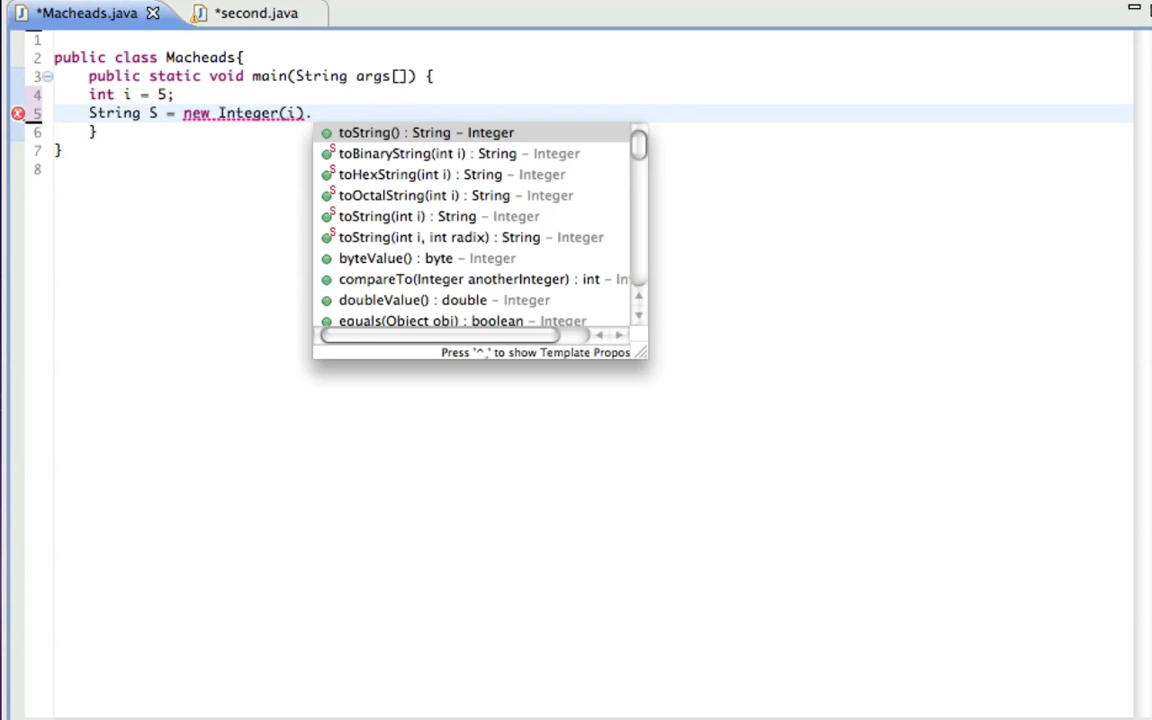 *Macheads.java *second.java
1
2 public class Macheads{
3 public static void main(String args[]) {
4 int i = 5;
5 String S = new Integer(i).
6 }
7 }
8
toString() : String – Integer
toBinaryString(int i) : String – Integer
toHexString(int i) : String – Integer
toOctalString(int i) : String – Integer
toString(int i) : String – Integer
toString(int i, int radix) : String – Integer
byteValue() : byte – Integer
compareTo(Integer anotherInteger) : int – In
doubleValue() : double – Integer
equals(Object obj) : boolean – Integer
Press '^ ' to show Template Propos